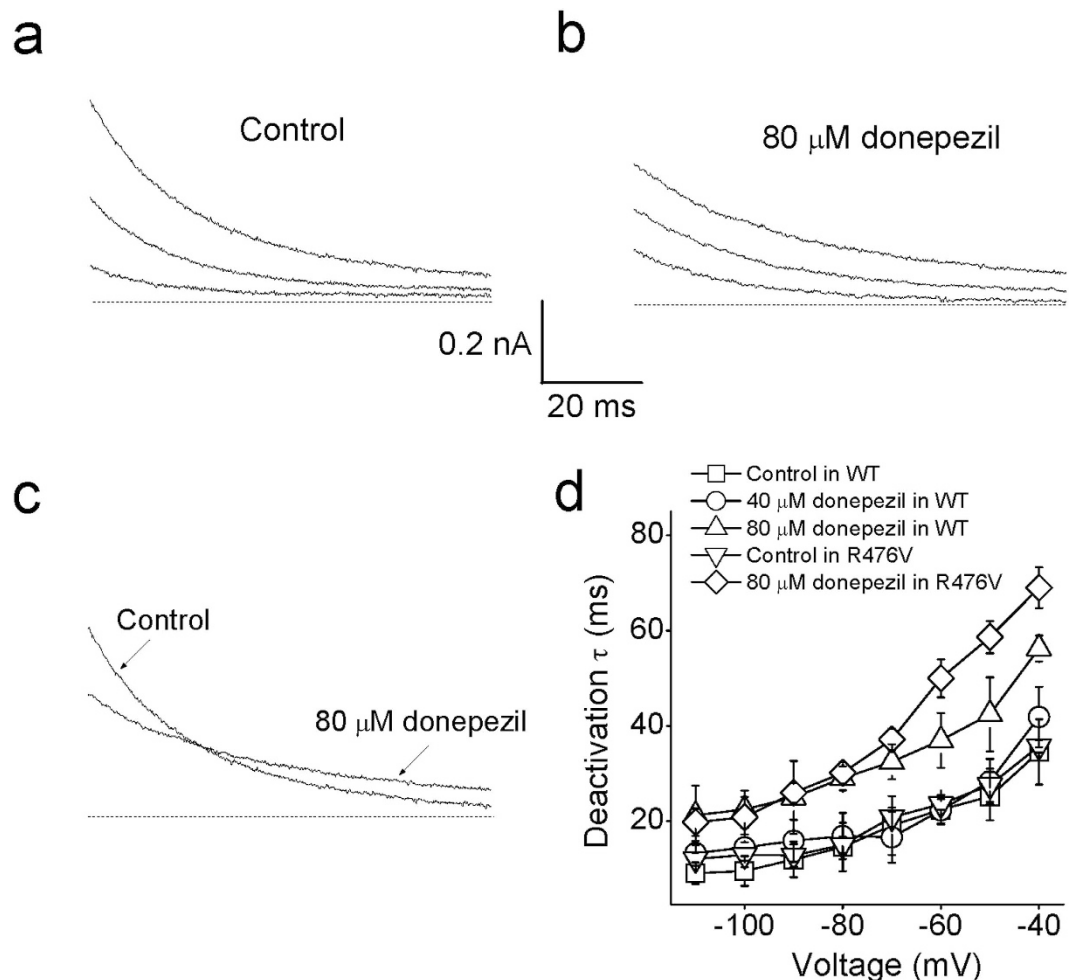 a
Control
b
80 μM donepezil
0.2 nA
20 ms
c
Control
80 μM donepezil
d
Control in WT
40 μM donepezil in WT
80 μM donepezil in WT
Control in R476V
80 μM donepezil in R476V
Deactivation τ (ms)
80
60
40
20
-100
-80
-60
-40
Voltage (mV)